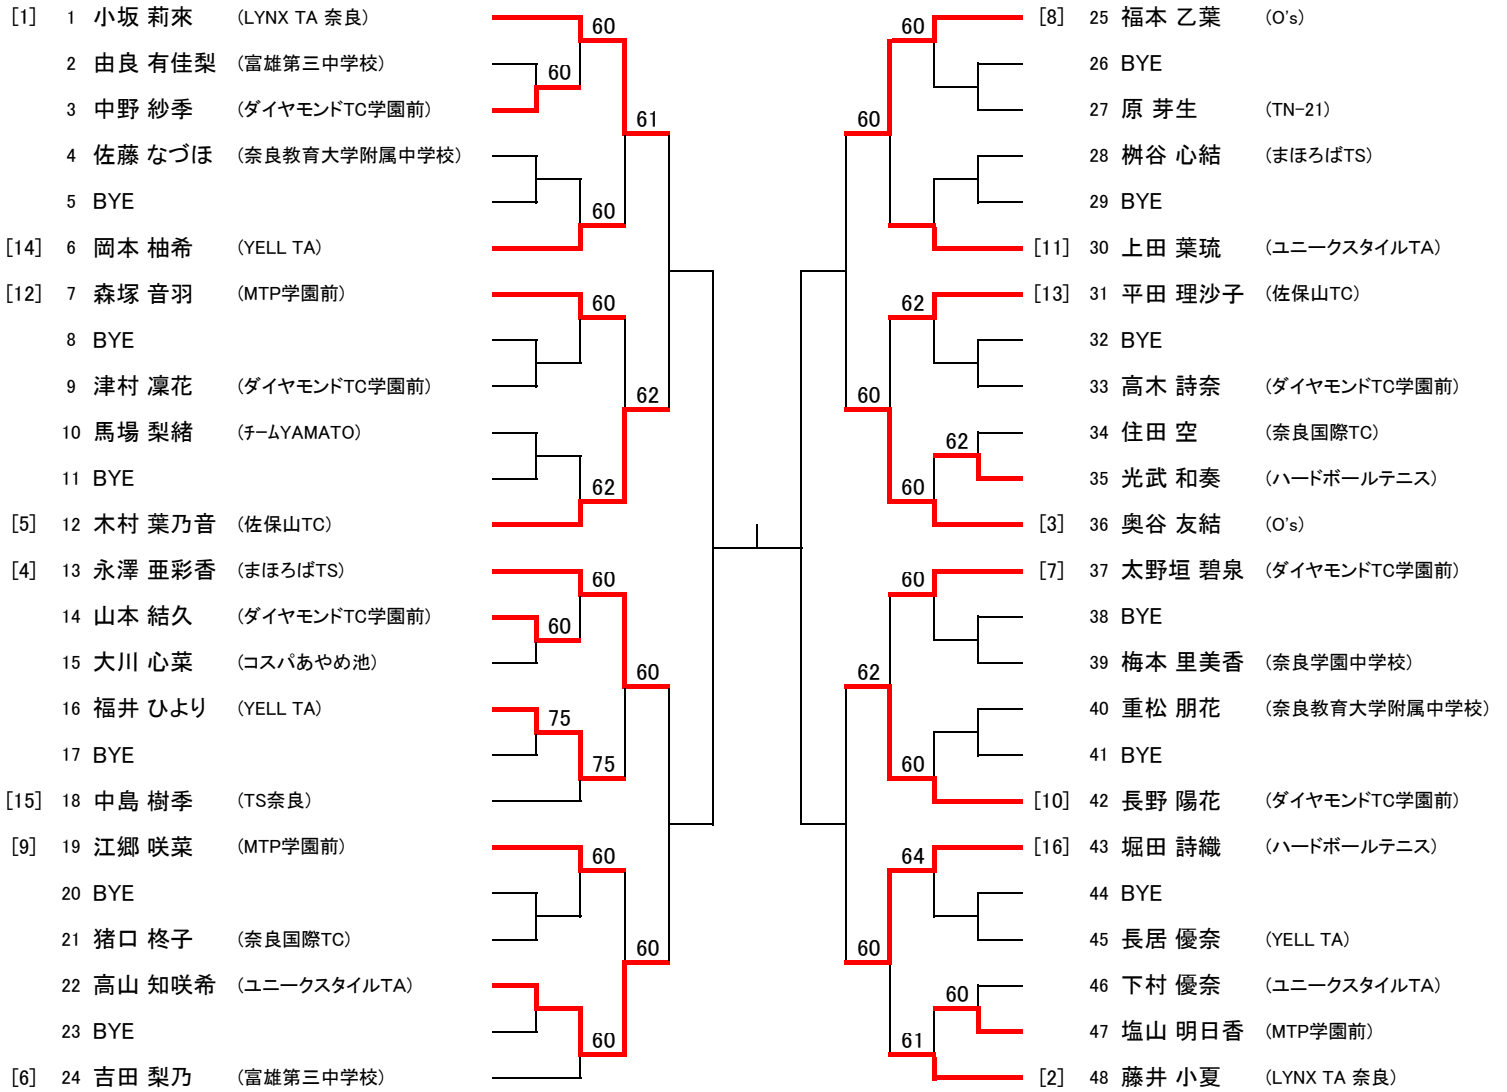 [1] 1 小坂 莉來 (LYNX TA 奈良)
60
2 由良 有佳梨 (富雄第三中学校)
60
3 中野 紗季 (ダイヤモンドTC学園前)
61
4 佐藤 なづほ (奈良教育大学附属中学校)
5 BYE
60
[14] 6 岡本 柚希 (YELL TA)
[12] 7 森塚 音羽 (MTP学園前)
60
8 BYE
9 津村 凜花 (ダイヤモンドTC学園前)
62
10 馬場 梨緒 (チームYAMATO)
11 BYE
62
[5] 12 木村 葉乃音 (佐保山TC)
[4] 13 永澤 亜彩香 (まほろばTS)
60
14 山本 結久 (ダイヤモンドTC学園前)
60
15 大川 心菜 (コスパあやめ池)
60
16 福井 ひより (YELL TA)
75
17 BYE
75
[15] 18 中島 樹季 (TS奈良)
[9] 19 江郷 咲菜 (MTP学園前)
60
20 BYE
21 猪口 柊子 (奈良国際TC)
60
22 高山 知咲希 (ユニークスタイルTA)
23 BYE
60
[6] 24 吉田 梨乃 (富雄第三中学校)
[8] 25 福本 乙葉 (O's)
60
26 BYE
27 原 芽生 (TN-21)
60
28 桝谷 心結 (まほろばTS)
29 BYE
[11] 30 上田 葉琉 (ユニークスタイルTA)
[13] 31 平田 理沙子 (佐保山TC)
62
32 BYE
33 高木 詩奈 (ダイヤモンドTC学園前)
60
34 住田 空 (奈良国際TC)
62
35 光武 和奏 (ハードボールテニス)
60
[3] 36 奥谷 友結 (O's)
[7] 37 太野垣 碧泉 (ダイヤモンドTC学園前)
60
38 BYE
39 梅本 里美香 (奈良学園中学校)
62
40 重松 朋花 (奈良教育大学附属中学校)
41 BYE
60
[10] 42 長野 陽花 (ダイヤモンドTC学園前)
[16] 43 堀田 詩織 (ハードボールテニス)
64
44 BYE
45 長居 優奈 (YELL TA)
60
46 下村 優奈 (ユニークスタイルTA)
60
47 塩山 明日香 (MTP学園前)
61
[2] 48 藤井 小夏 (LYNX TA 奈良)